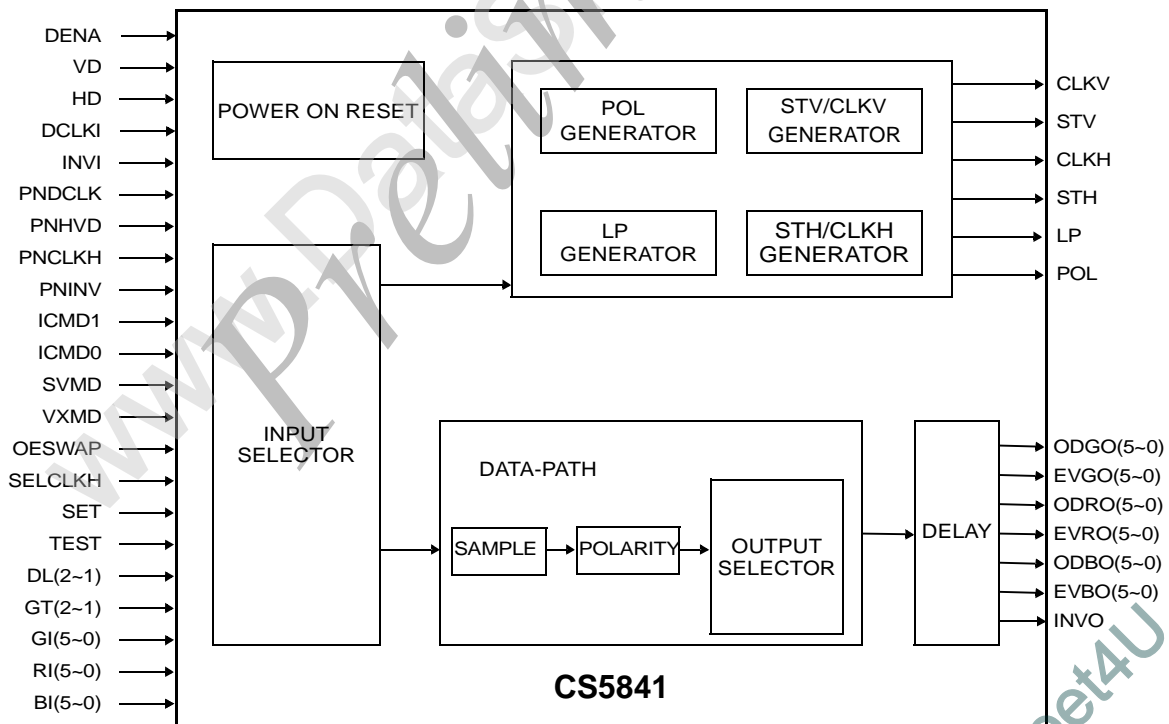 DENA
VD
HD
DCLKI
INVI
PNDCLK
PNHVD
PNCLKH
PNINV
ICMD1
ICMD0
SVMD
VXMD
OESWAP
SELCLKH
SET
TEST
DL(2~1)
GT(2~1)
GI(5~0)
RI(5~0)
BI(5~0)
POWER ON RESET
INPUT
SELECTOR
POL
GENERATOR
STV/CLKV
GENERATOR
LP
GENERATOR
STH/CLKH
GENERATOR
DATA-PATH
SAMPLE
POLARITY
OUTPUT
SELECTOR
DELAY
CS5841
CLKV
STV
CLKH
STH
LP
POL
ODGO(5~0)
EVGO(5~0)
ODRO(5~0)
EVRO(5~0)
ODBO(5~0)
EVBO(5~0)
INVO